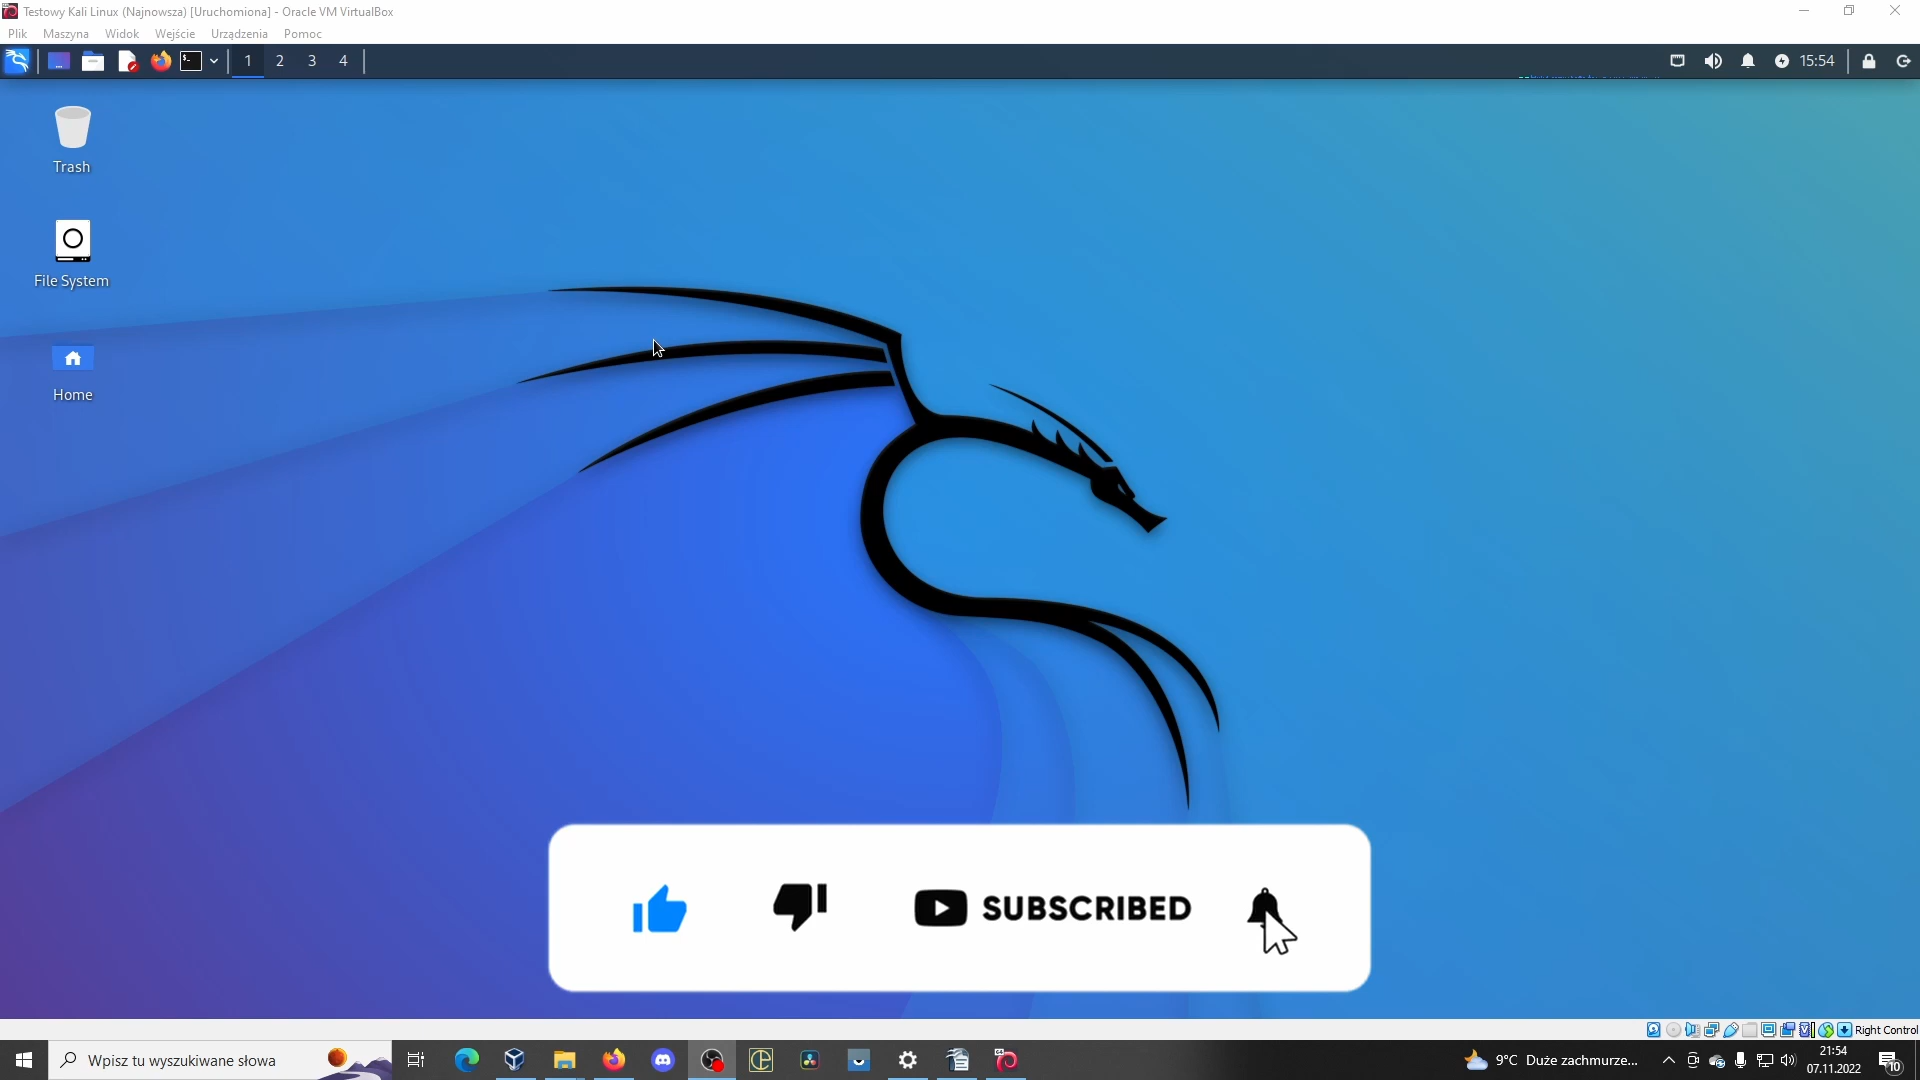 Testowy Kali Linux (Najnowsza) [Uruchomiona] - Oracle VM VirtualBox
Plik Maszyna Widok Wejście Urządzenia Pomoc
1 2 3 4
15:54
Trash
File System
Home
SUBSCRIBED
Right Control
Wpisz tu wyszukiwane słowa
9°C Duże zachmurze...
21:54
07.11.2022
10